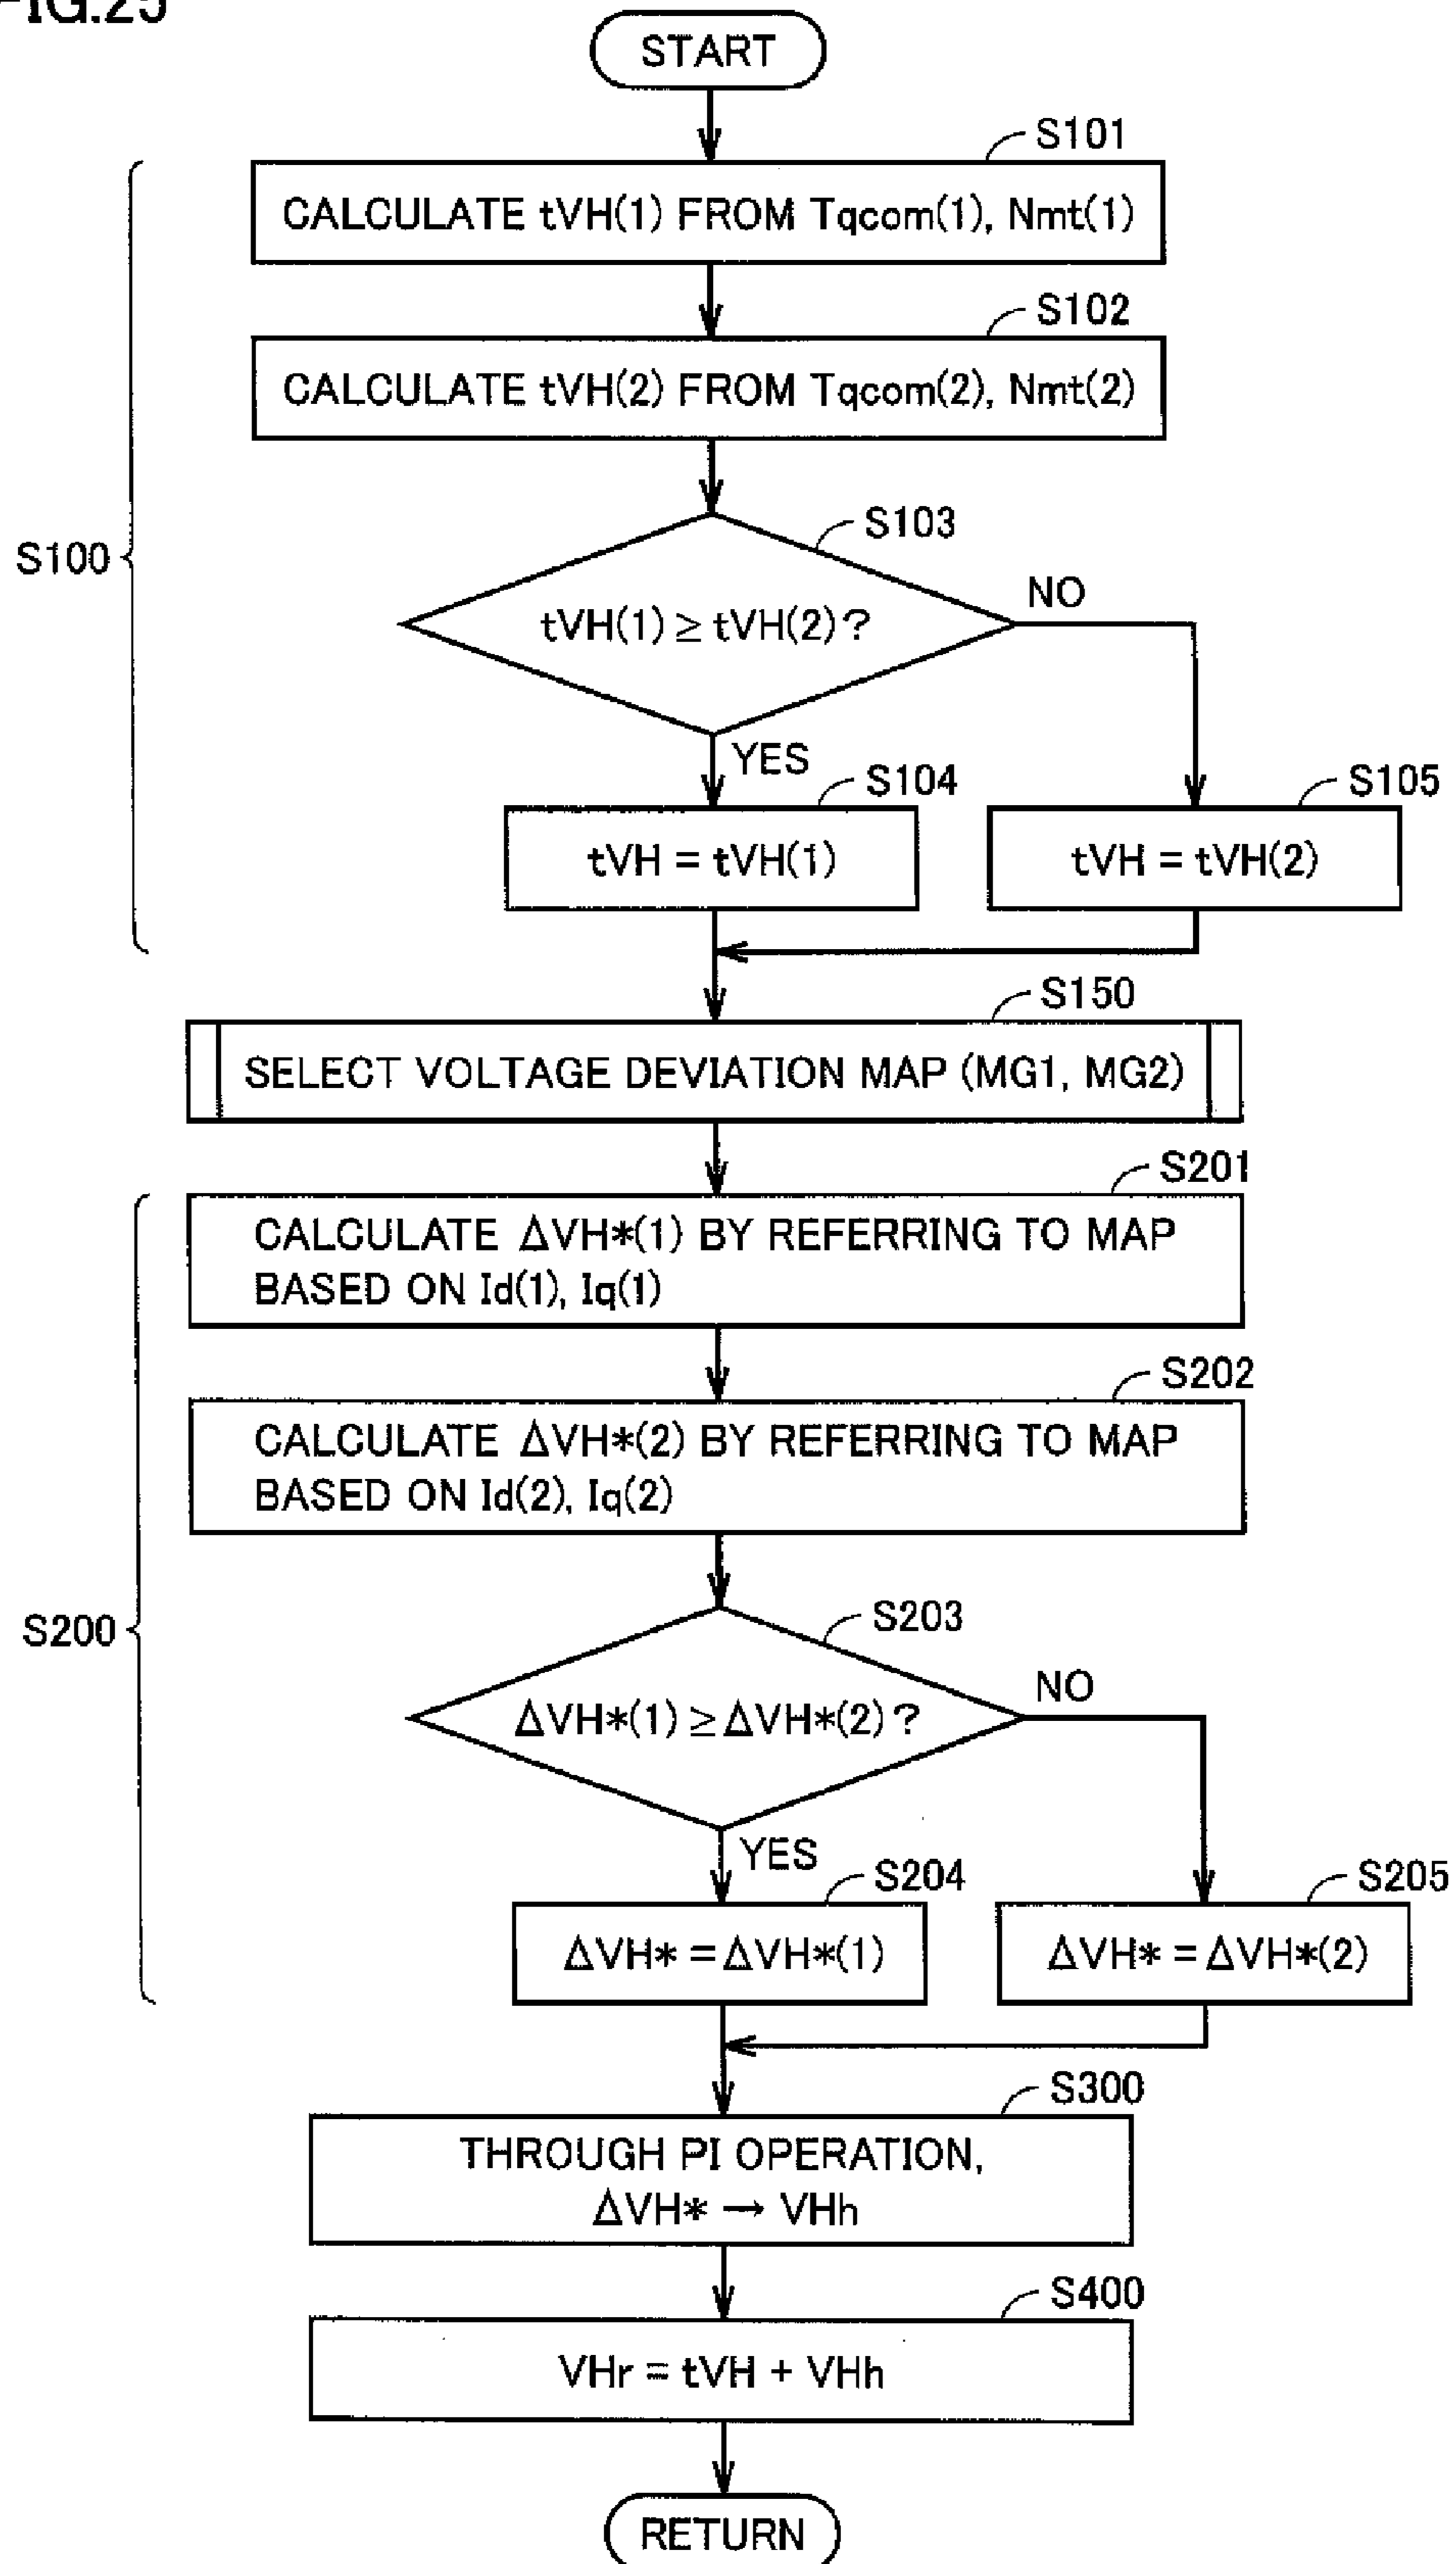 FIG.25
START
S101
CALCULATE tVH(1) FROM Tqcom(1), Nmt(1)
S102
CALCULATE tVH(2) FROM Tqcom(2), Nmt(2)
S100
S103
tVH(1) ≥ tVH(2)?
NO
YES
S104
tVH = tVH(1)
S105
tVH = tVH(2)
S150
SELECT VOLTAGE DEVIATION MAP (MG1, MG2)
S201
CALCULATE ΔVH*(1) BY REFERRING TO MAP
BASED ON Id(1), Iq(1)
S202
CALCULATE ΔVH*(2) BY REFERRING TO MAP
BASED ON Id(2), Iq(2)
S200
S203
ΔVH*(1) ≥ ΔVH*(2)?
NO
YES
S204
ΔVH* = ΔVH*(1)
S205
ΔVH* = ΔVH*(2)
S300
THROUGH PI OPERATION,
ΔVH* → VHh
S400
VHr = tVH + VHh
RETURN